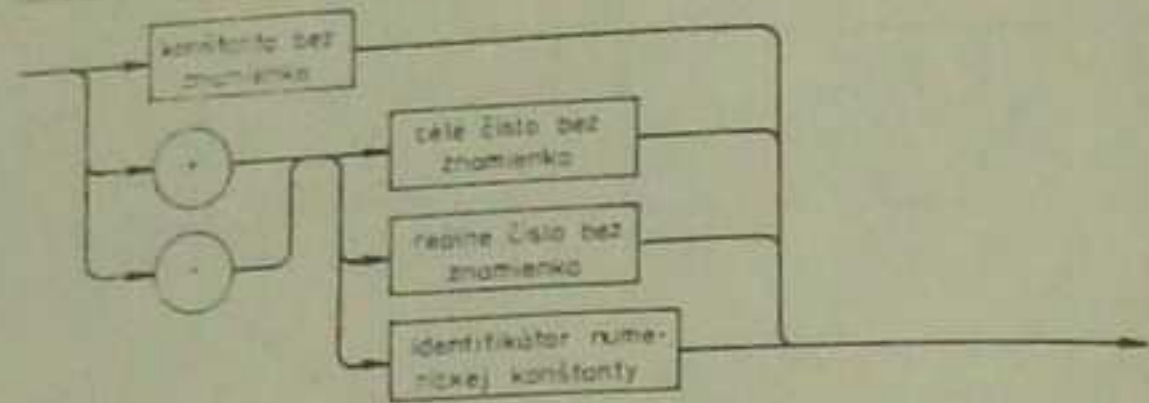 konštanta bez
znamienka
+
celé číslo bez
znamienka
-
reálne číslo bez
znamienka
identifikátor nume-
rickej konštanty